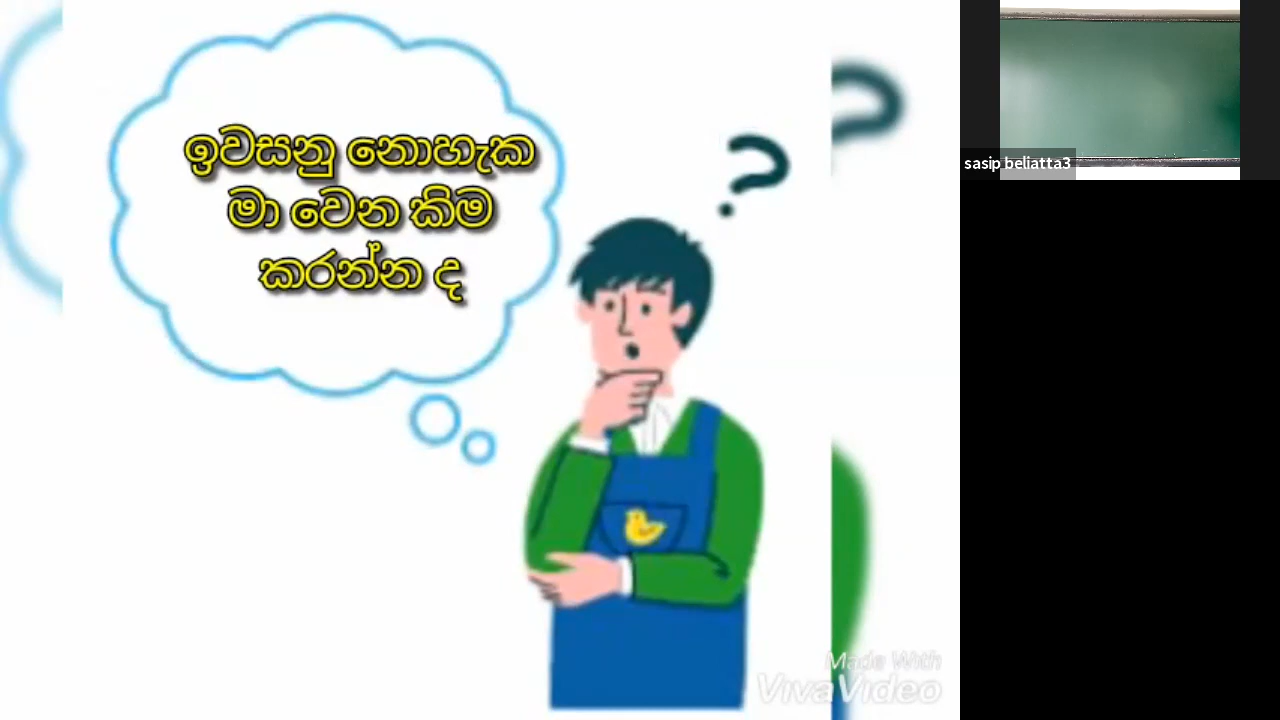 ඉවසනු නොහැක
මා වෙන කිම
කරන්න ද
sasip beliatta3
Made With
VivaVideo